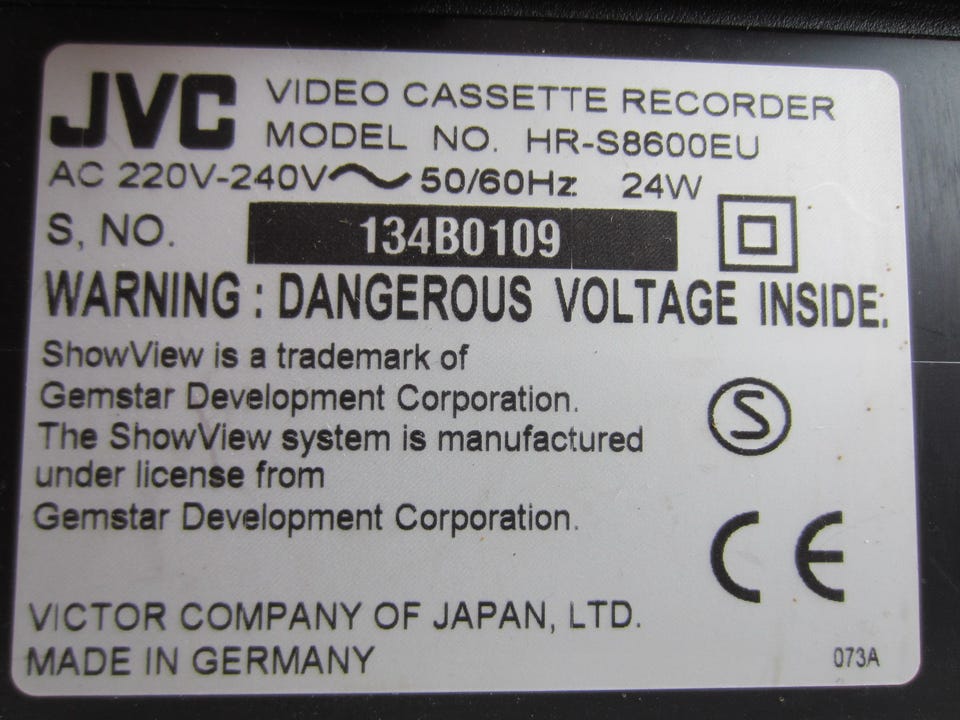 JVC VIDEO CASSETTE RECORDER
MODEL NO. HR-S8600EU
AC 220V-240V~ 50/60Hz 24W
S, NO. 134B0109
WARNING : DANGEROUS VOLTAGE INSIDE.
ShowView is a trademark of
Gemstar Development Corporation.
The ShowView system is manufactured
under license from
Gemstar Development Corporation.
S
CE
VICTOR COMPANY OF JAPAN, LTD.
MADE IN GERMANY
073A